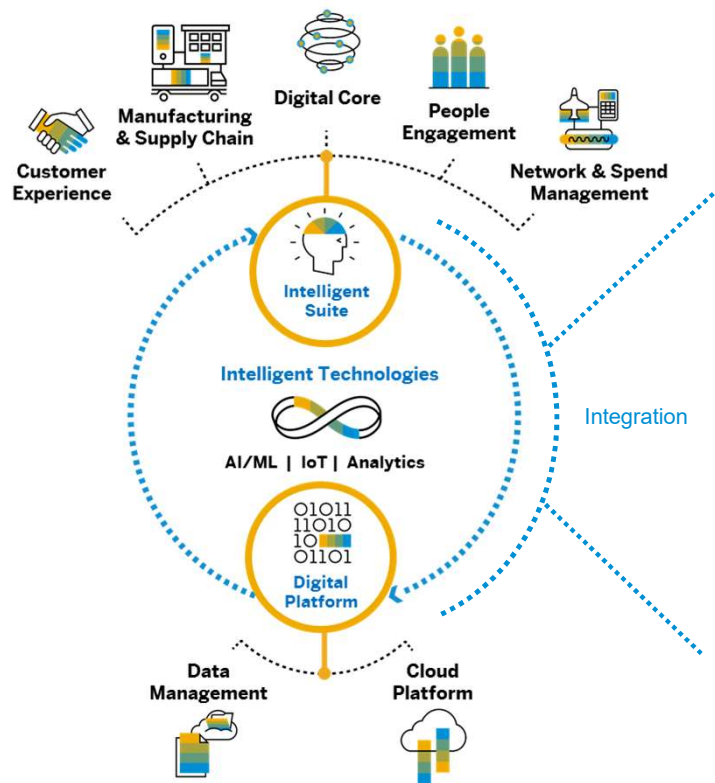 Digital Core
Manufacturing
& Supply Chain
People
Engagement
Customer
Experience
Network & Spend
Management
Intelligent
Suite
Intelligent Technologies
Integration
AI/ML | IoT | Analytics
01011
11010
10
01101
Digital
Platform
Data
Management
Cloud
Platform